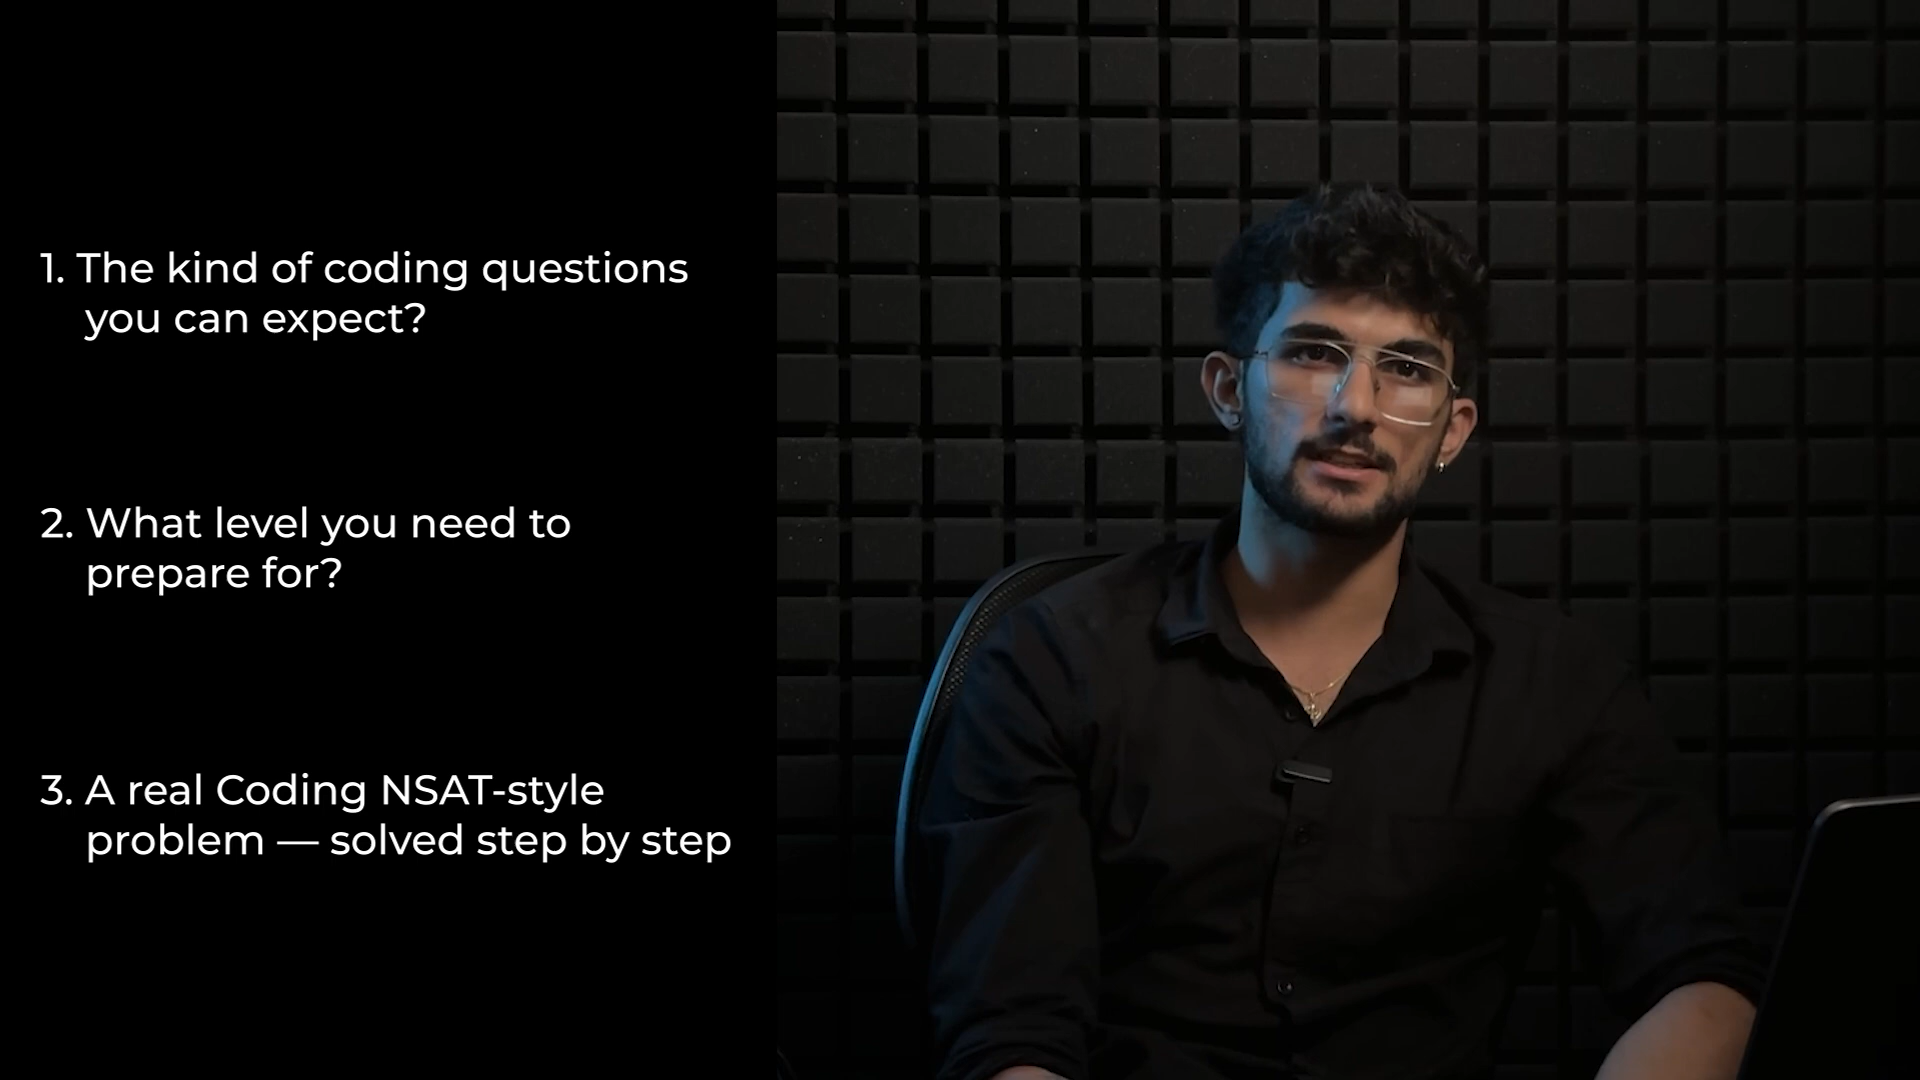 1. The kind of coding questions
you can expect?
2. What level you need to
prepare for?
3. A real Coding NSAT-style
problem — solved step by step